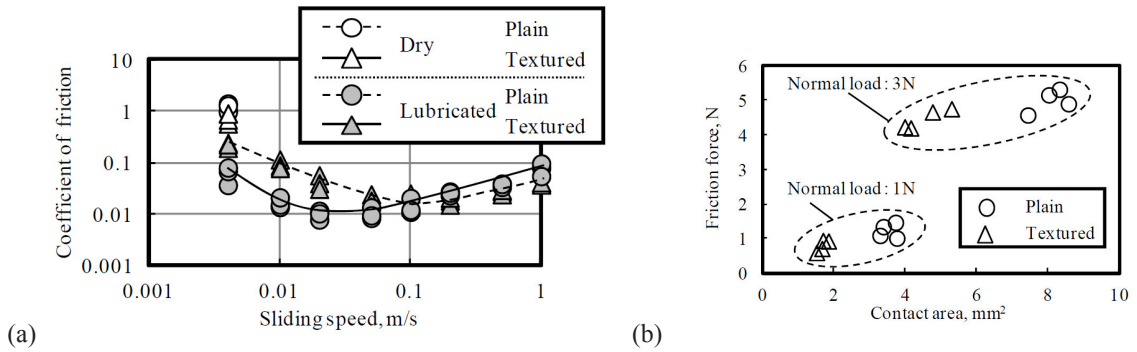 Plain
Dry
Textured
Plain
Lubricated
Textured
Coefficient of friction
10
1
0.1
0.01
0.001
0.001
0.01
0.1
1
Sliding speed, m/s
(a)
Friction force, N
6
5
4
3
2
1
0
Normal load : 3N
Normal load : 1N
Plain
Textured
0
2
4
6
8
10
Contact area, mm²
(b)